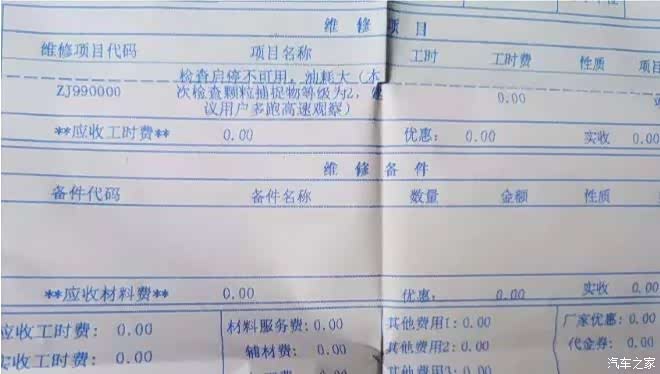 维 修 项 目
维修项目代码 项目名称 工时 工时费 性质 项目
检查启停不可用。油耗大（本
ZJ990000 次检查颗粒捕捉物等级为2，建 0.00
议用户多跑高速观察）
**应收工时费** 0.00 优惠：0.00 实收 0.00
维 修 备 件
备件代码 备件名称 数量 金额 性质
**应收材料费** 0.00 优惠： 0.00 实收 0.00
应收工时费：0.00 材料服务费：0.00 其他费用1：0.00 厂家优惠：0.00
实收工时费：0.00 辅材费：0.00 其他费用2：0.00 代金券：0.00
其他费用3：0.00
汽车之家